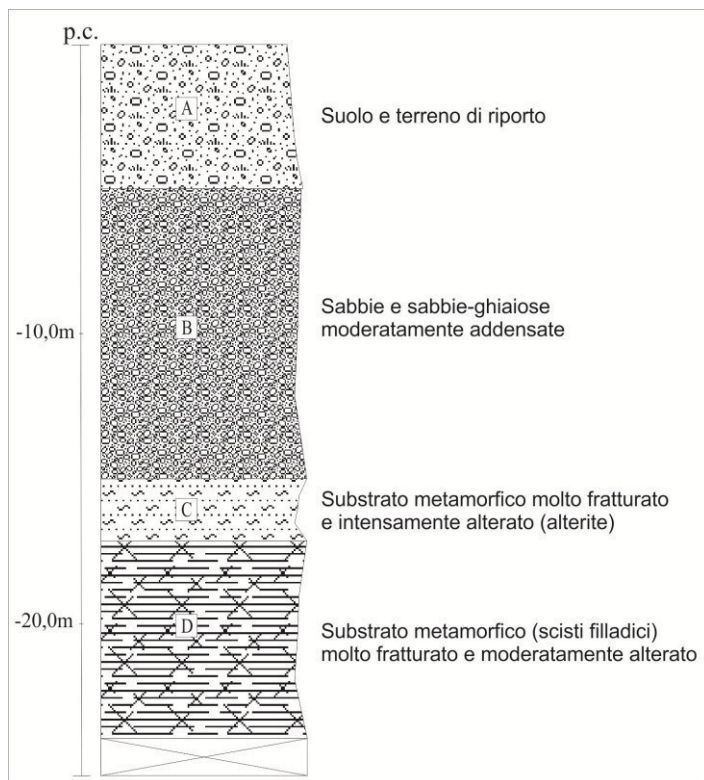 p.c.
A
Suolo e terreno di riporto
Sabbie e sabbie-ghiaiose
moderatamente addensate
-10,0m
B
C
Substrato metamorfico molto fratturato
e intensamente alterato (alterite)
-20,0m
D
Substrato metamorfico (scisti filladici)
molto fratturato e moderatamente alterato